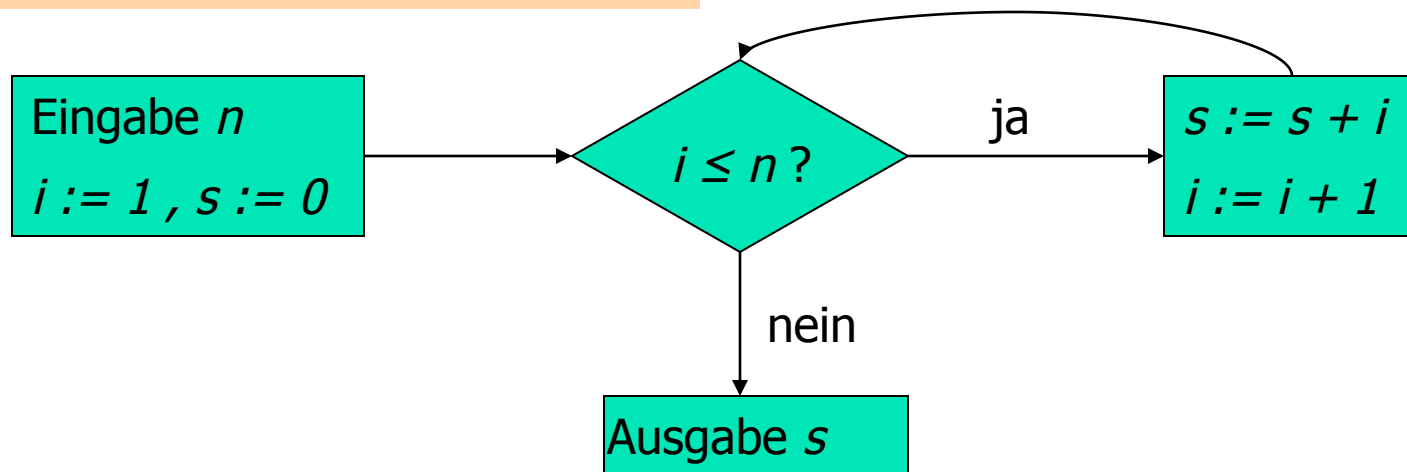 Eingabe n
i := 1 , s := 0
i ≤ n ?
ja
s := s + i
i := i + 1
nein
Ausgabe s